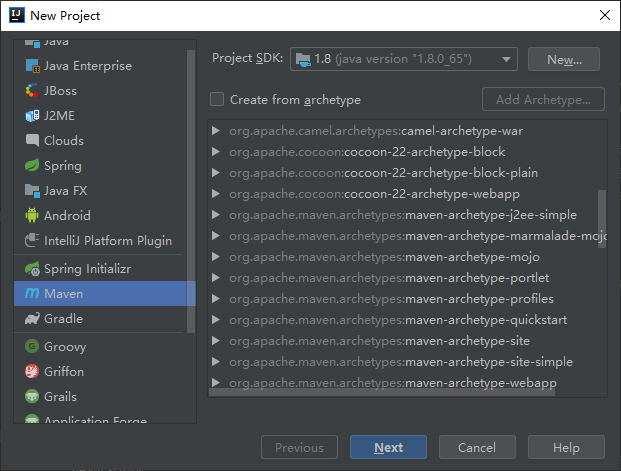 New Project
Java
Java Enterprise
JBoss
J2ME
Clouds
Spring
Java FX
Android
IntelliJ Platform Plugin
Spring Initializr
Maven
Gradle
Groovy
Griffon
Grails
Application Forge
Project SDK: 1.8 (java version "1.8.0_65") New...
Create from archetype Add Archetype...
org.apache.camel.archetypes:camel-archetype-war
org.apache.cocoon:cocoon-22-archetype-block
org.apache.cocoon:cocoon-22-archetype-block-plain
org.apache.cocoon:cocoon-22-archetype-webapp
org.apache.maven.archetypes:maven-archetype-j2ee-simple
org.apache.maven.archetypes:maven-archetype-marmalade-mojo
org.apache.maven.archetypes:maven-archetype-mojo
org.apache.maven.archetypes:maven-archetype-portlet
org.apache.maven.archetypes:maven-archetype-profiles
org.apache.maven.archetypes:maven-archetype-quickstart
org.apache.maven.archetypes:maven-archetype-site
org.apache.maven.archetypes:maven-archetype-site-simple
org.apache.maven.archetypes:maven-archetype-webapp
Previous Next Cancel Help